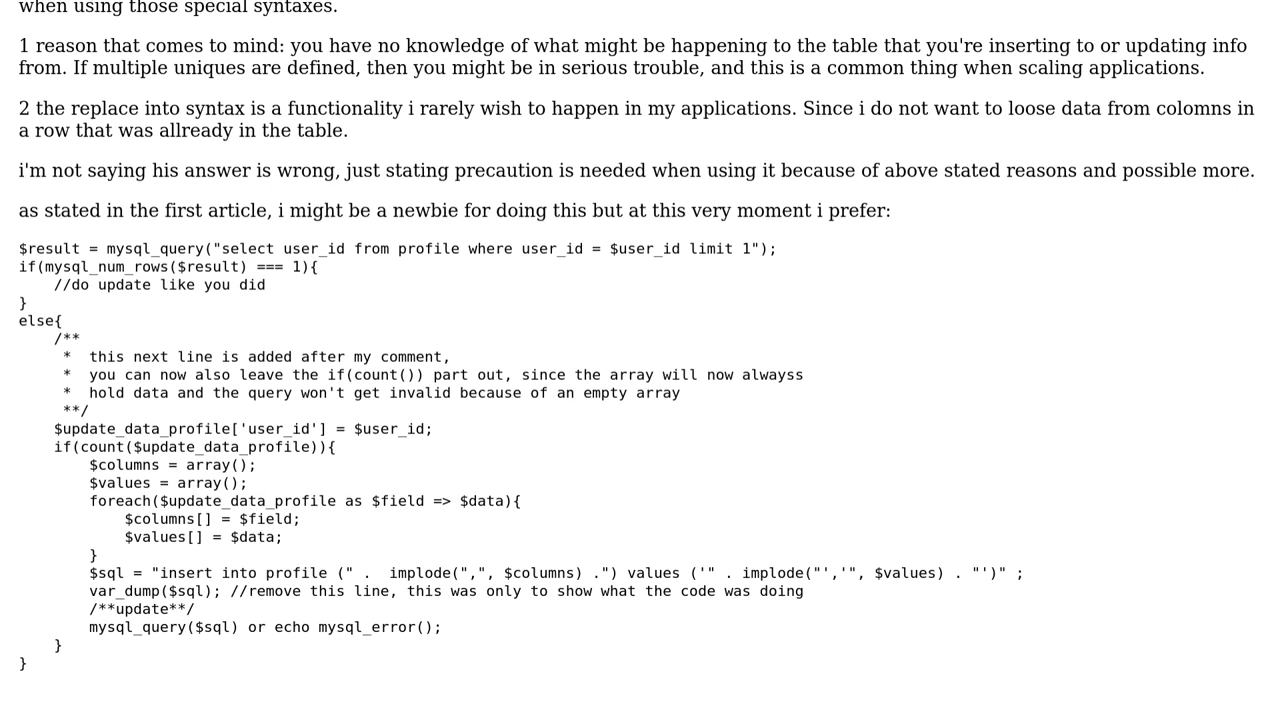 when using those special syntaxes.
1 reason that comes to mind: you have no knowledge of what might be happening to the table that you're inserting to or updating info
from. If multiple uniques are defined, then you might be in serious trouble, and this is a common thing when scaling applications.
2 the replace into syntax is a functionality i rarely wish to happen in my applications. Since i do not want to loose data from colomns in
a row that was allready in the table.
i'm not saying his answer is wrong, just stating precaution is needed when using it because of above stated reasons and possible more.
as stated in the first article, i might be a newbie for doing this but at this very moment i prefer:
$result = mysql_query("select user_id from profile where user_id = $user_id limit 1");
if(mysql_num_rows($result) === 1){
    //do update like you did
}
else{
    /**
     *  this next line is added after my comment,
     *  you can now also leave the if(count()) part out, since the array will now alwayss
     *  hold data and the query won't get invalid because of an empty array
     **/
    $update_data_profile['user_id'] = $user_id;
    if(count($update_data_profile)){
        $columns = array();
        $values = array();
        foreach($update_data_profile as $field => $data){
            $columns[] = $field;
            $values[] = $data;
        }
        $sql = "insert into profile (" .  implode(",", $columns) .") values ('" . implode("','", $values) . "')" ;
        var_dump($sql); //remove this line, this was only to show what the code was doing
        /**update**/
        mysql_query($sql) or echo mysql_error();
    }
}